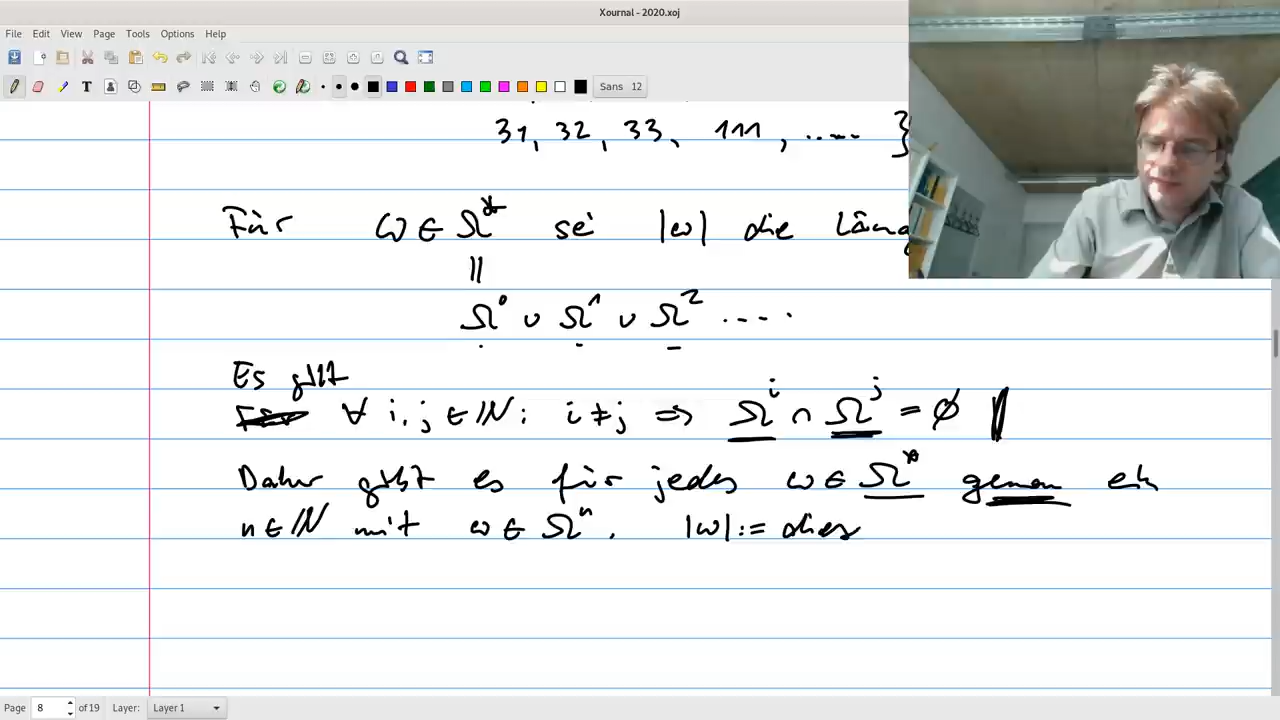 Xournal - 2020.xoj
File Edit View Page Tools Options Help
Sans 12
31, 32, 33, 111, ..... }
Für ω ∈ Ω* sei |ω| die Läng
||
Ω⁰ ∪ Ω¹ ∪ Ω² ....
Es gilt
∀ i, j ∈ ℕ: i ≠ j ⇒ Ωⁱ ∩ Ωʲ = ∅
Daher gibt es für jedes ω ∈ Ω* genau ein
n ∈ ℕ mit ω ∈ Ωⁿ. |ω| := dies
Page 8 of 19 Layer: Layer 1